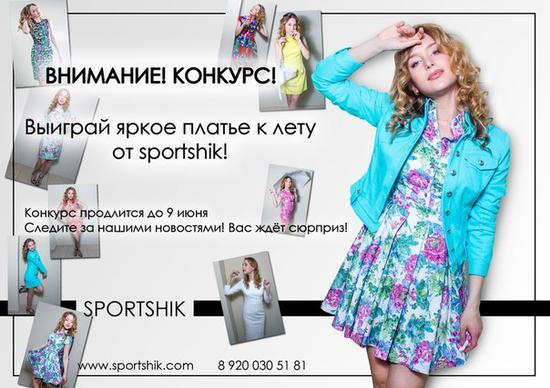 ВНИМАНИЕ! КОНКУРС!
Выиграй яркое платье к лету
от sportshik!
Конкурс продлится до 9 июня
Следите за нашими новостями! Вас ждёт сюрприз!
SPORTSHIK
www.sportshik.com 8 920 030 51 81